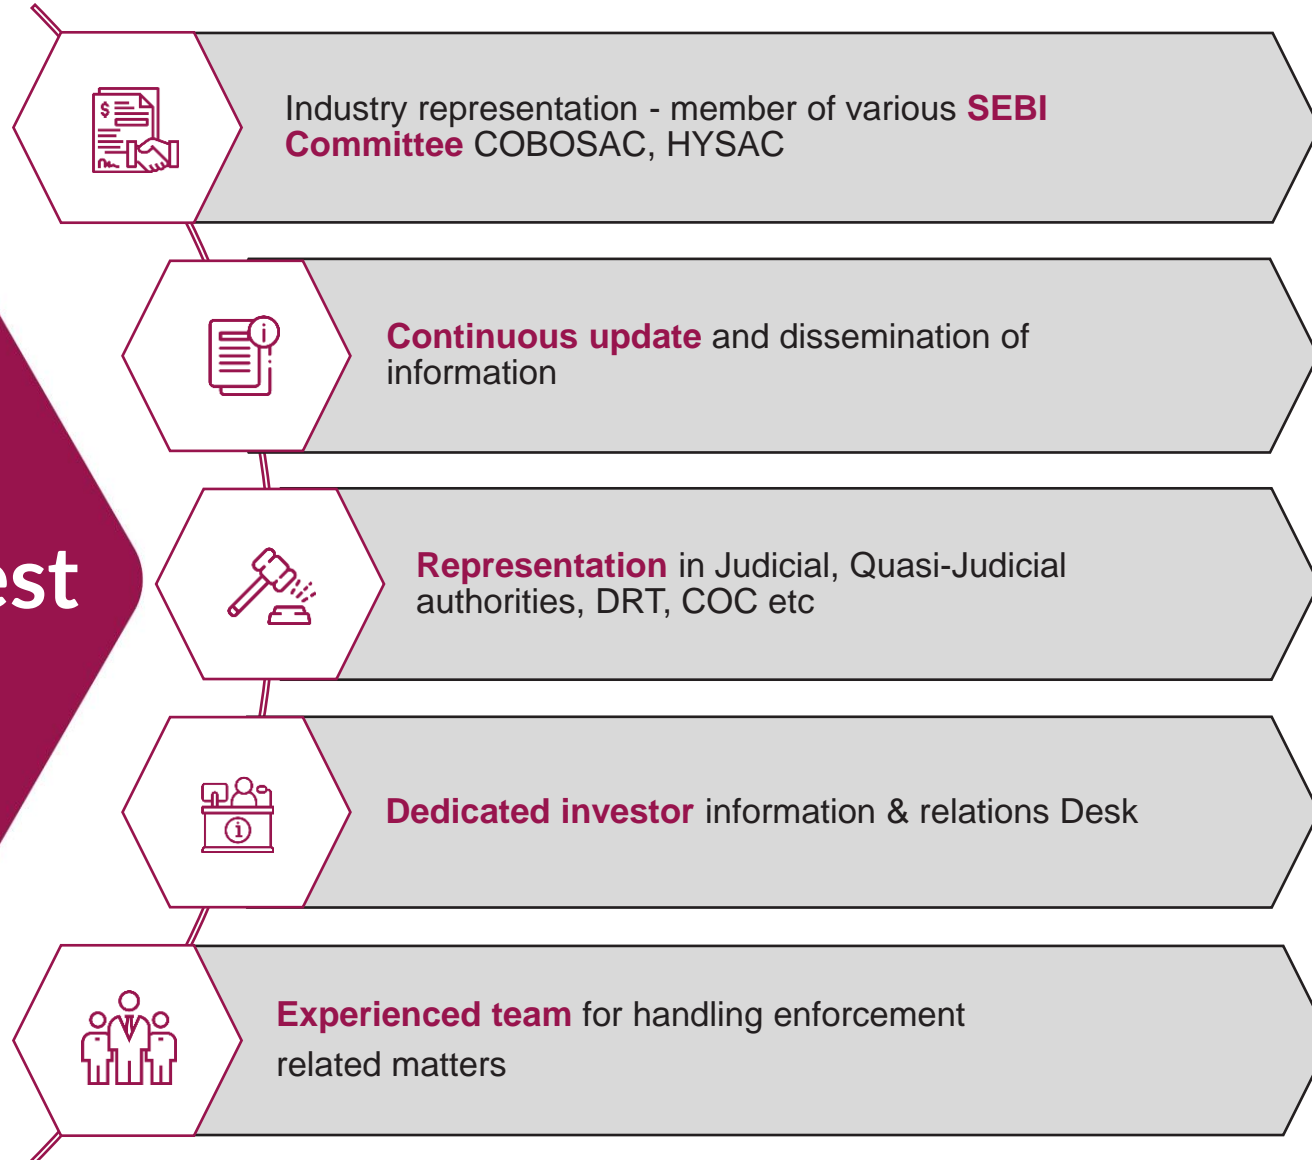 Industry representation - member of various SEBI
Committee COBOSAC, HYSAC
Continuous update and dissemination of
information
est
Representation in Judicial, Quasi-Judicial
authorities, DRT, COC etc
Dedicated investor information & relations Desk
Experienced team for handling enforcement
related matters